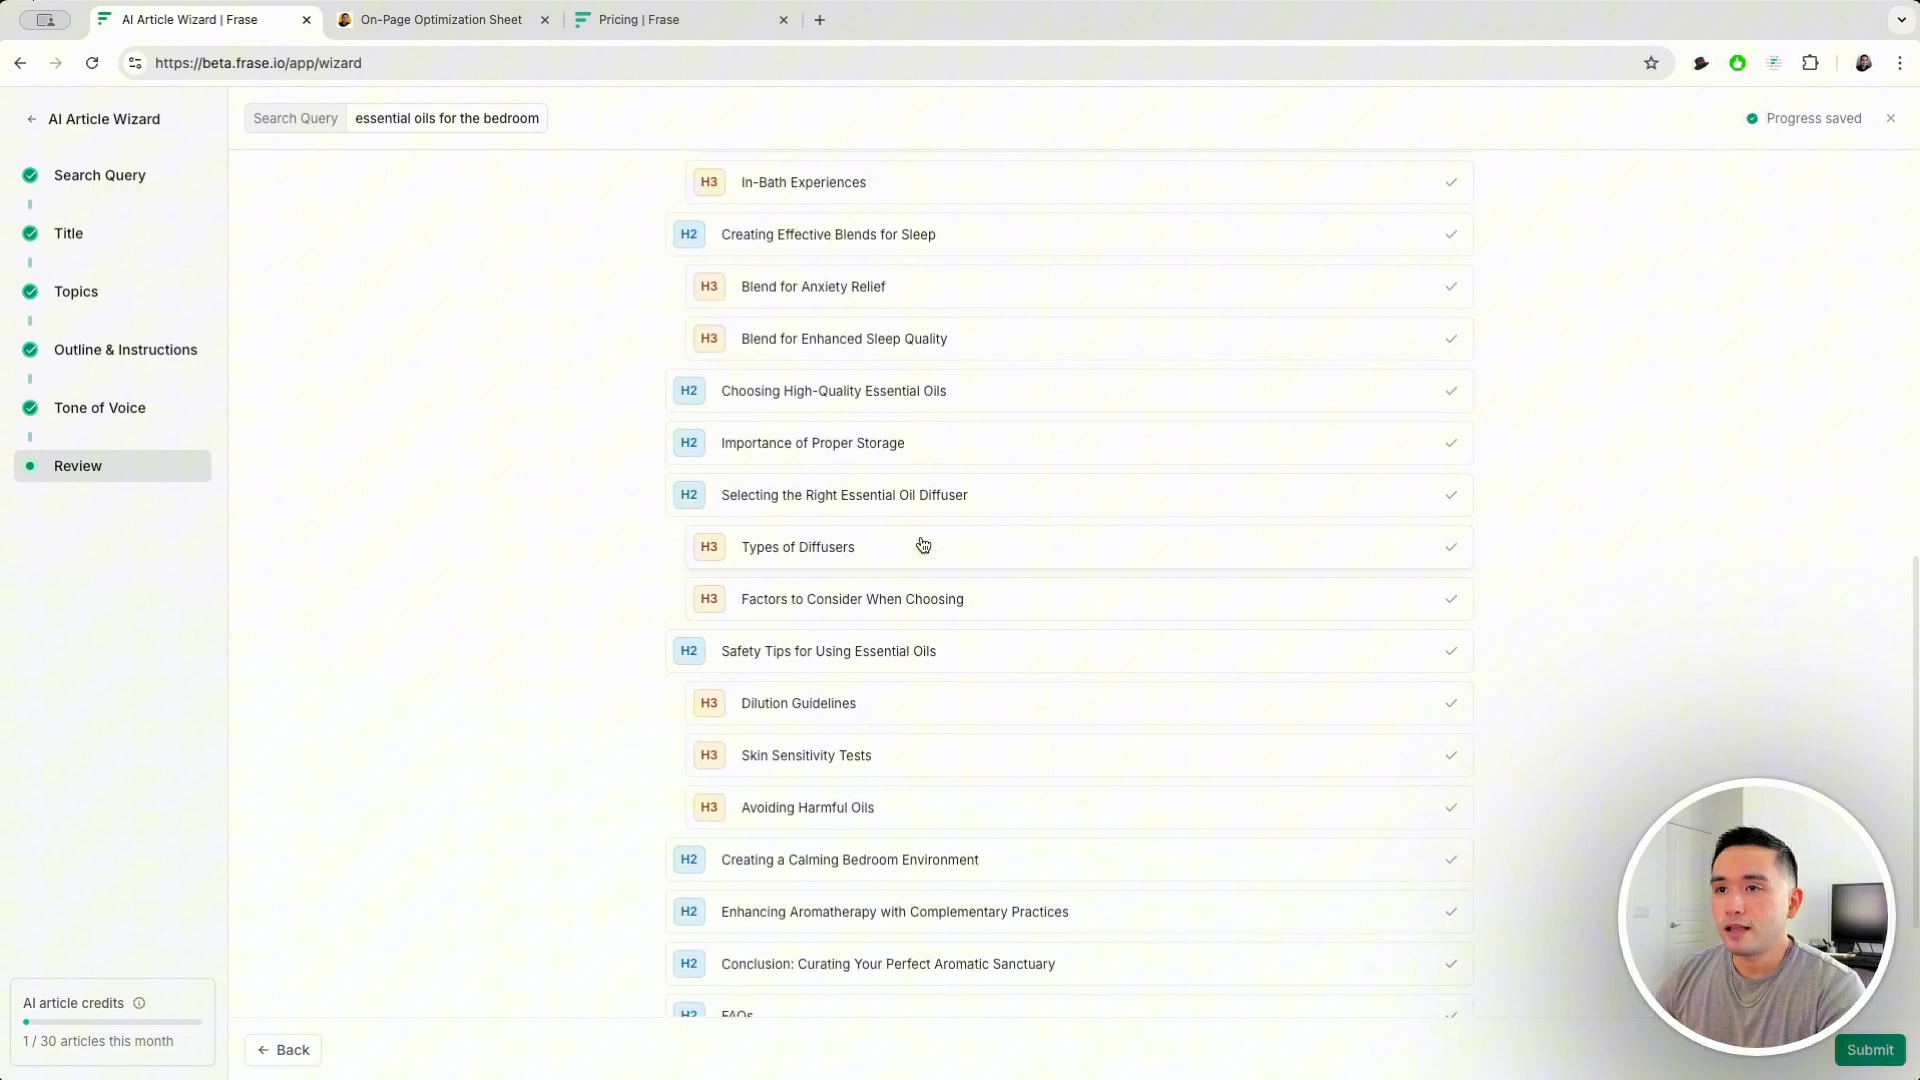 AI Article Wizard | Frase
On-Page Optimization Sheet
Pricing | Frase
https://beta.frase.io/app/wizard
AI Article Wizard
Search Query
essential oils for the bedroom
Progress saved
Search Query
Title
Topics
Outline & Instructions
Tone of Voice
Review
H3 In-Bath Experiences
H2 Creating Effective Blends for Sleep
H3 Blend for Anxiety Relief
H3 Blend for Enhanced Sleep Quality
H2 Choosing High-Quality Essential Oils
H2 Importance of Proper Storage
H2 Selecting the Right Essential Oil Diffuser
H3 Types of Diffusers
H3 Factors to Consider When Choosing
H2 Safety Tips for Using Essential Oils
H3 Dilution Guidelines
H3 Skin Sensitivity Tests
H3 Avoiding Harmful Oils
H2 Creating a Calming Bedroom Environment
H2 Enhancing Aromatherapy with Complementary Practices
H2 Conclusion: Curating Your Perfect Aromatic Sanctuary
H2 FAQs
AI article credits
1 / 30 articles this month
Back
Submit